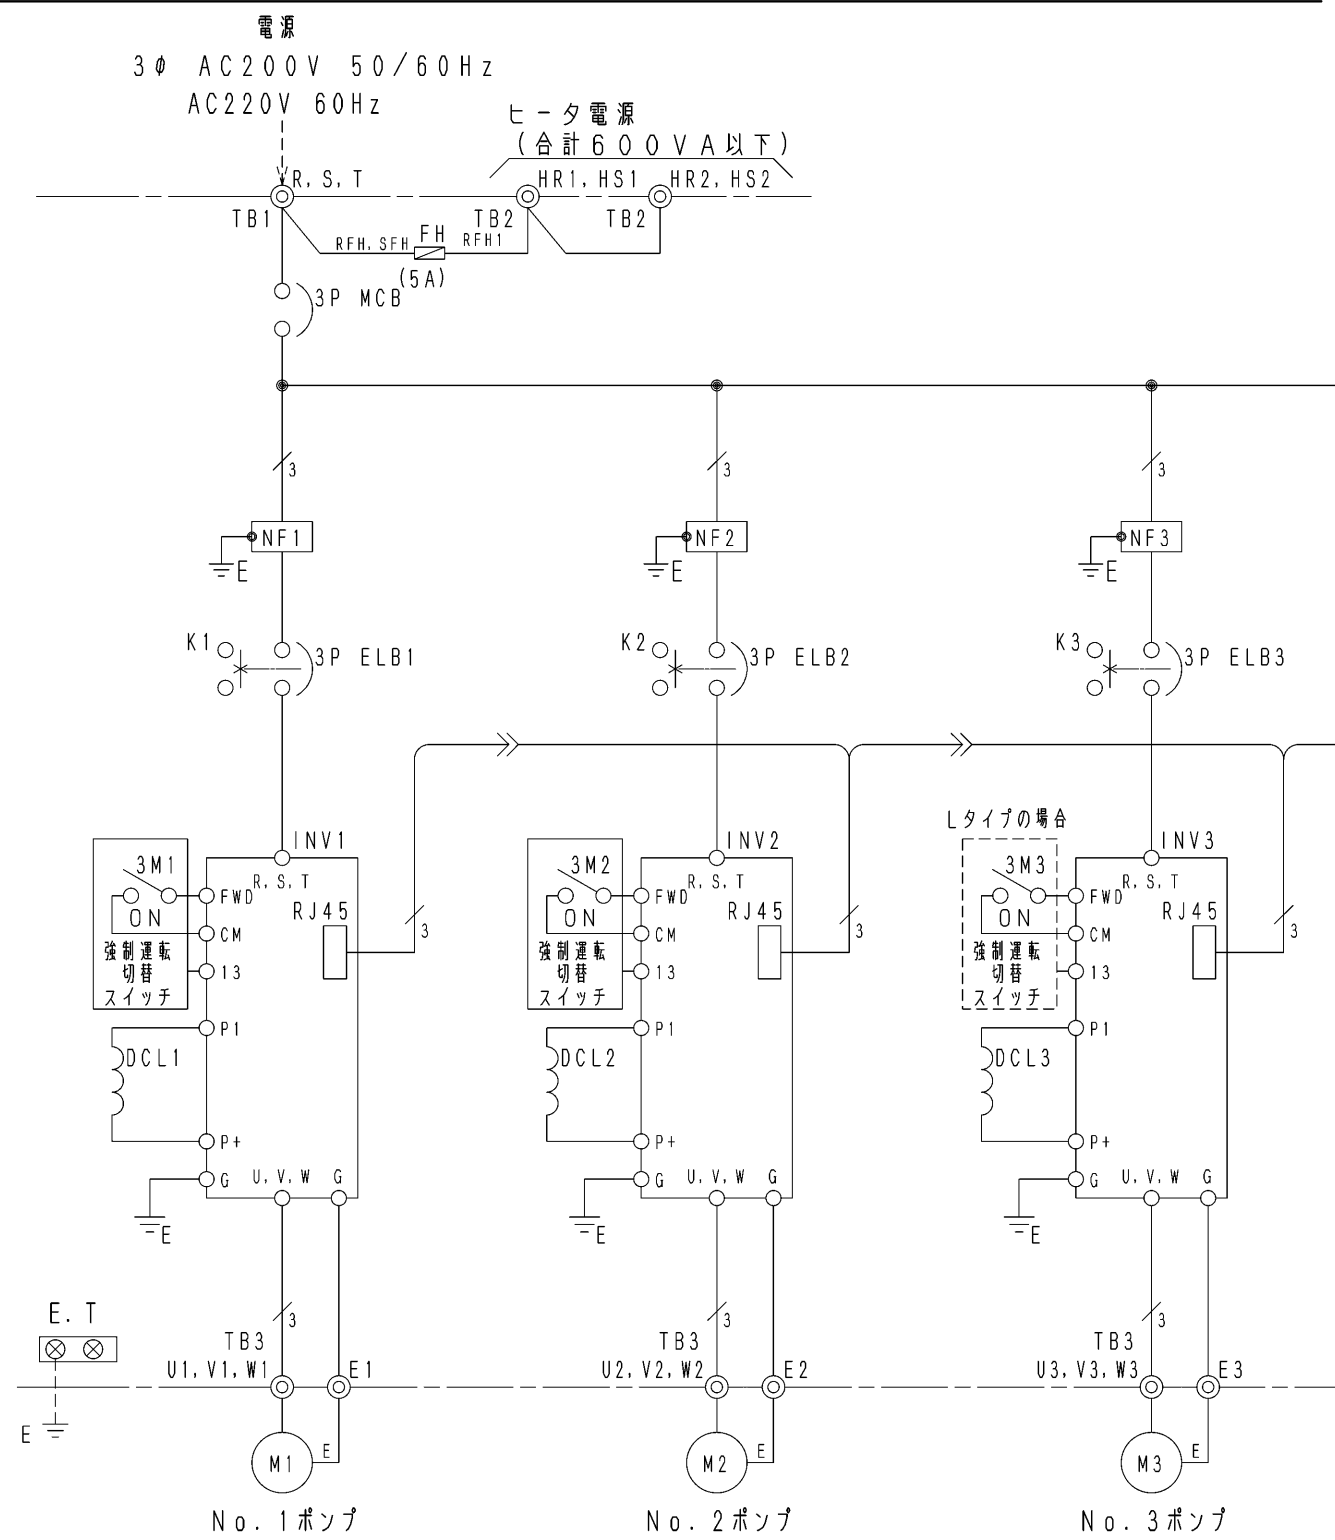 電源
3φ AC200V 50/60Hz
AC220V 60Hz
ヒータ電源
(合計600VA以下)
R,S,T
HR1,HS1
HR2,HS2
TB1
TB2
TB2
RFH,SFH
FH
RFH1
(5A)
3P MCB
3
3
3
NF1
NF2
NF3
E
E
E
K1
3P ELB1
K2
3P ELB2
K3
3P ELB3
Lタイプの場合
INV1
INV2
INV3
3M1
R,S,T
FWD
RJ45
ON
CM
3
強制運転
切替
スイッチ
13
P1
DCL1
P+
G
U,V,W
G
E
3M2
R,S,T
FWD
RJ45
ON
CM
3
強制運転
切替
スイッチ
13
P1
DCL2
P+
G
U,V,W
G
E
3M3
R,S,T
FWD
RJ45
ON
CM
3
強制運転
切替
スイッチ
13
P1
DCL3
P+
G
U,V,W
G
E
E.T
3
3
3
TB3
TB3
TB3
U1,V1,W1
E1
U2,V2,W2
E2
U3,V3,W3
E3
E
M1
E
M2
E
M3
E
No.1ポンプ
No.2ポンプ
No.3ポンプ